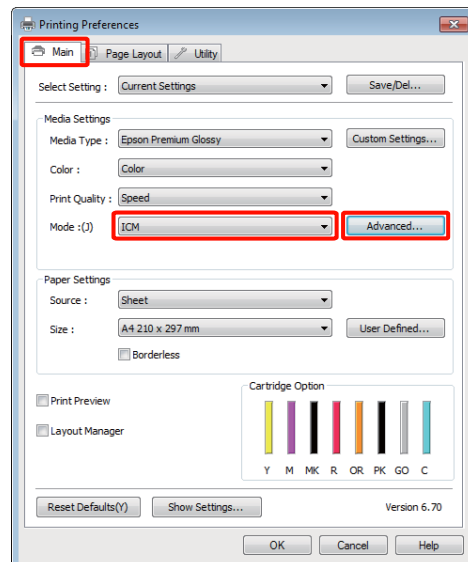 Printing Preferences
Main Page Layout Utility
Select Setting : Current Settings Save/Del...
Media Settings
Media Type : Epson Premium Glossy Custom Settings...
Color : Color
Print Quality : Speed
Mode :(J) ICM Advanced...
Paper Settings
Source : Sheet
Size : A4 210 x 297 mm User Defined...
Borderless
Print Preview
Layout Manager
Cartridge Option
Y M MK R OR PK GO C
Reset Defaults(Y) Show Settings... Version 6.70
OK Cancel Help